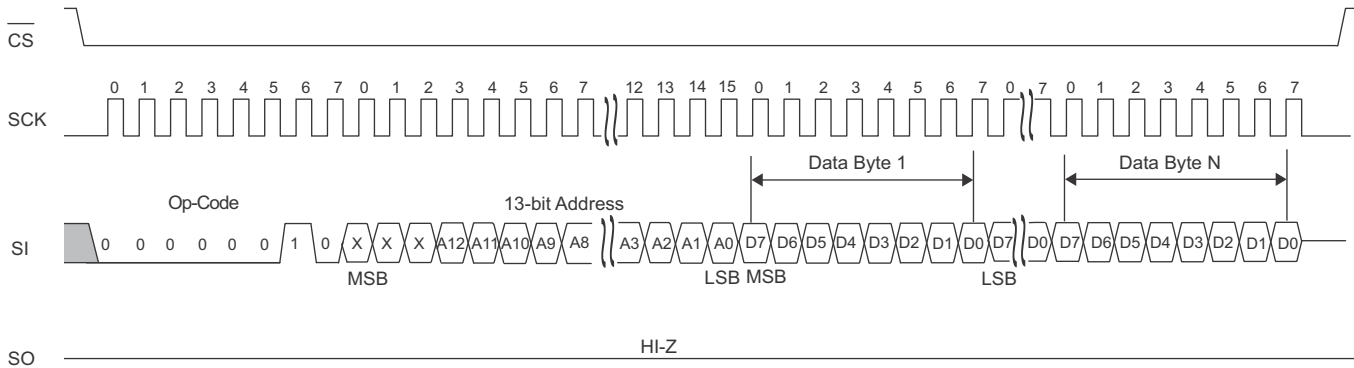 CS
0 1 2 3 4 5 6 7 0 1 2 3 4 5 6 7 12 13 14 15 0 1 2 3 4 5 6 7 0 7 0 1 2 3 4 5 6 7
SCK
Data Byte 1 Data Byte N
Op-Code 13-bit Address
SI 0 0 0 0 0 0 1 0 X X X A12 A11 A10 A9 A8 A3 A2 A1 A0 D7 D6 D5 D4 D3 D2 D1 D0 D7 D0 D7 D6 D5 D4 D3 D2 D1 D0
MSB LSB MSB LSB
HI-Z
SO